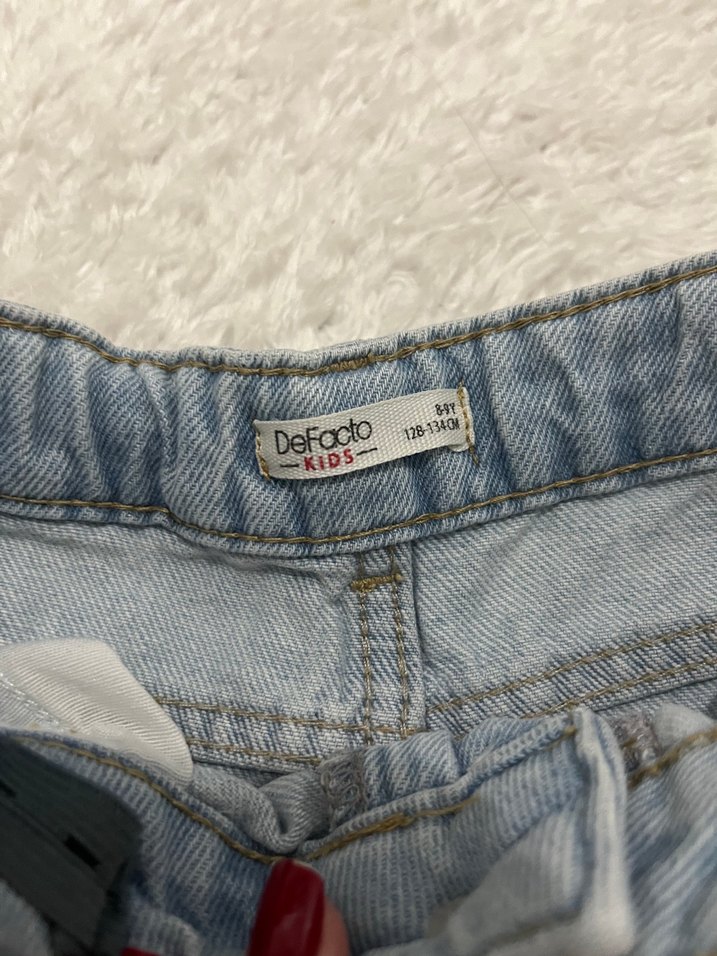 DeFacto
—KIDS—
8-9Y
128-134CM